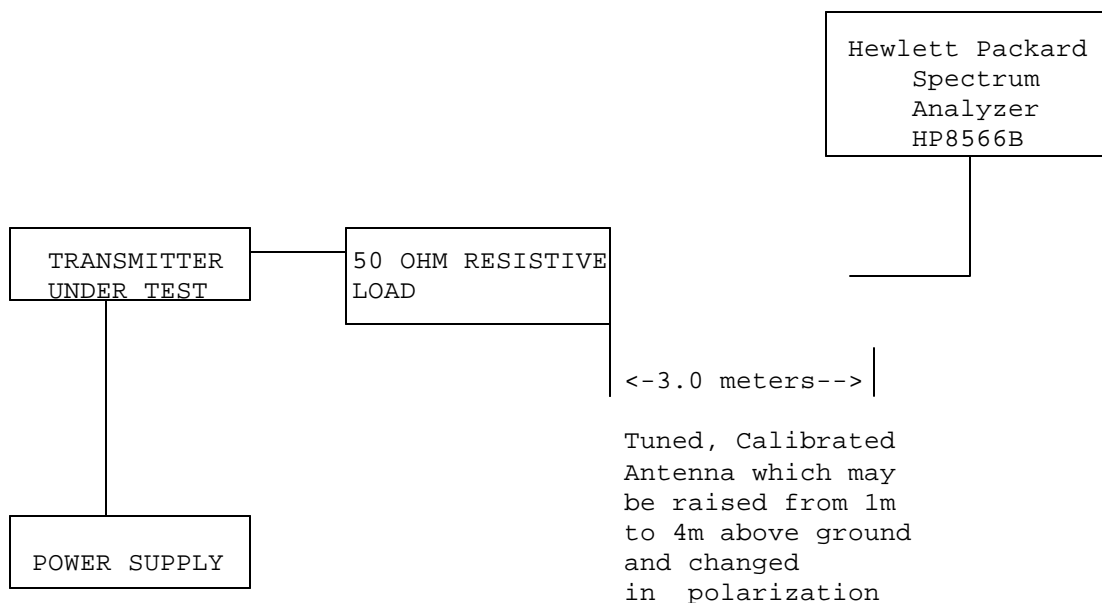 Hewlett Packard
Spectrum
Analyzer
HP8566B
TRANSMITTER
UNDER TEST
50 OHM RESISTIVE
LOAD
<-3.0 meters-->
Tuned, Calibrated
Antenna which may
be raised from 1m
to 4m above ground
and changed
in polarization
POWER SUPPLY